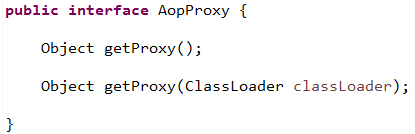 public interface AopProxy {
Object getProxy();
Object getProxy(ClassLoader classLoader);
}